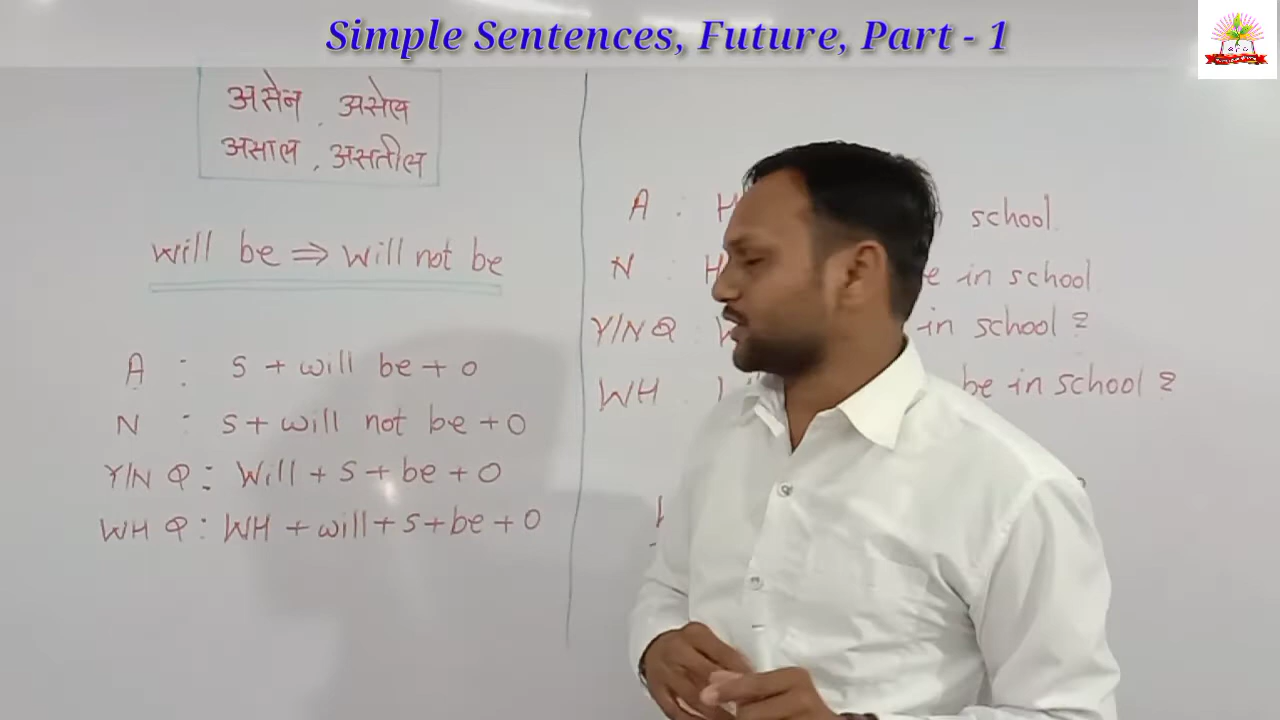 Simple Sentences, Future, Part - 1
असेन, असेल
असाल, असतील
will be ⇒ will not be
A : S + will be + O
N : S + will not be + O
Y/N Q : Will + S + be + O
WH Q : WH + will + S + be + O
A : school.
N : in school.
Y/N Q in school ?
WH be in school ?